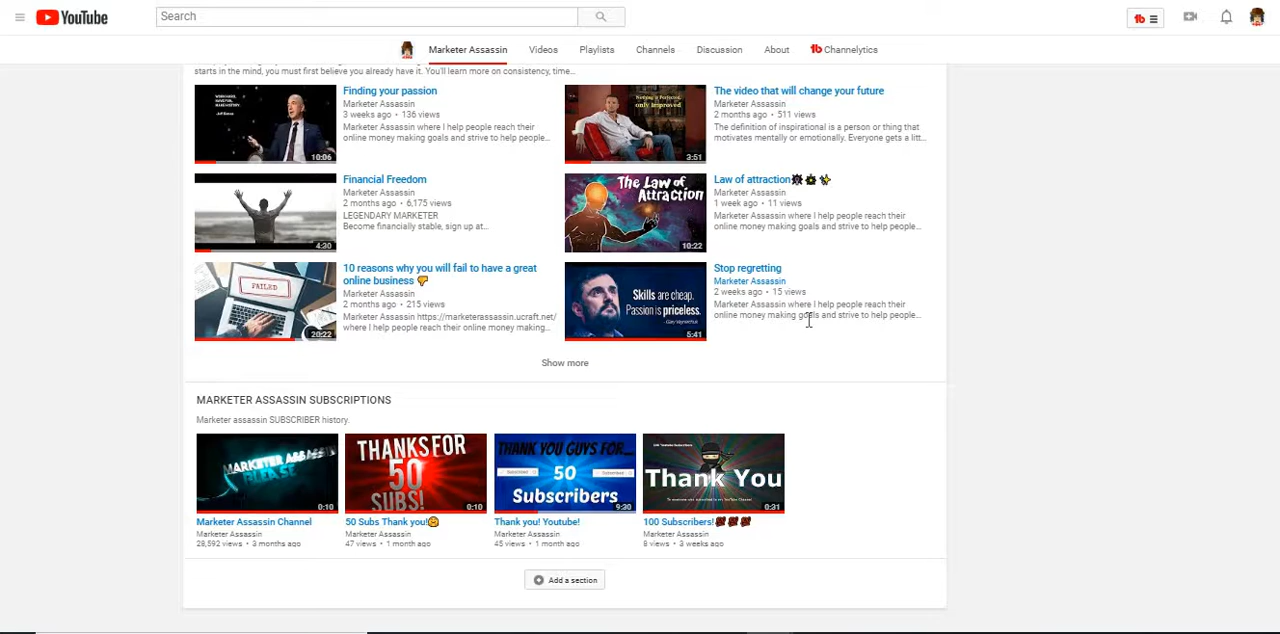 YouTube
Search
tb
Marketer Assassin Videos Playlists Channels Discussion About tb Channelytics
starts in the mind, you must first believe you already have it. You'll learn more on consistency, time...
Finding your passion
Marketer Assassin
3 weeks ago • 136 views
Marketer Assassin where I help people reach their
online money making goals and strive to help people...
10:06
The video that will change your future
Marketer Assassin
2 months ago • 511 views
The definition of inspirational is a person or thing that
motivates mentally or emotionally. Everyone gets a litt...
only Improved
3:51
Financial Freedom
Marketer Assassin
2 months ago • 6,175 views
LEGENDARY MARKETER
Become financially stable, sign up at...
4:30
Law of attraction
Marketer Assassin
1 week ago • 11 views
Marketer Assassin where I help people reach their
online money making goals and strive to help people...
The Law of
Attraction
10:22
10 reasons why you will fail to have a great
online business
Marketer Assassin
2 months ago • 215 views
Marketer Assassin https://marketerassassin.ucraft.net/
where I help people reach their online money making...
FAILED
20:22
Stop regretting
Marketer Assassin
2 weeks ago • 15 views
Marketer Assassin where I help people reach their
online money making goals and strive to help people...
Skills are cheap.
Passion is priceless.
-Gary Vaynerchuk
5:41
Show more
MARKETER ASSASSIN SUBSCRIPTIONS
Marketer assassin SUBSCRIBER history.
MARKETER ASS
PLEASE
0:10
THANKS FOR
50
SUBS!
0:10
THANK YOU GUYS FOR...
50
Subscribers
9:30
Thank You
0:31
Marketer Assassin Channel
Marketer Assassin
28,592 views • 3 months ago
50 Subs Thank you!
Marketer Assassin
47 views • 1 month ago
Thank you! Youtube!
Marketer Assassin
45 views • 1 month ago
100 Subscribers!
Marketer Assassin
8 views • 3 weeks ago
Add a section